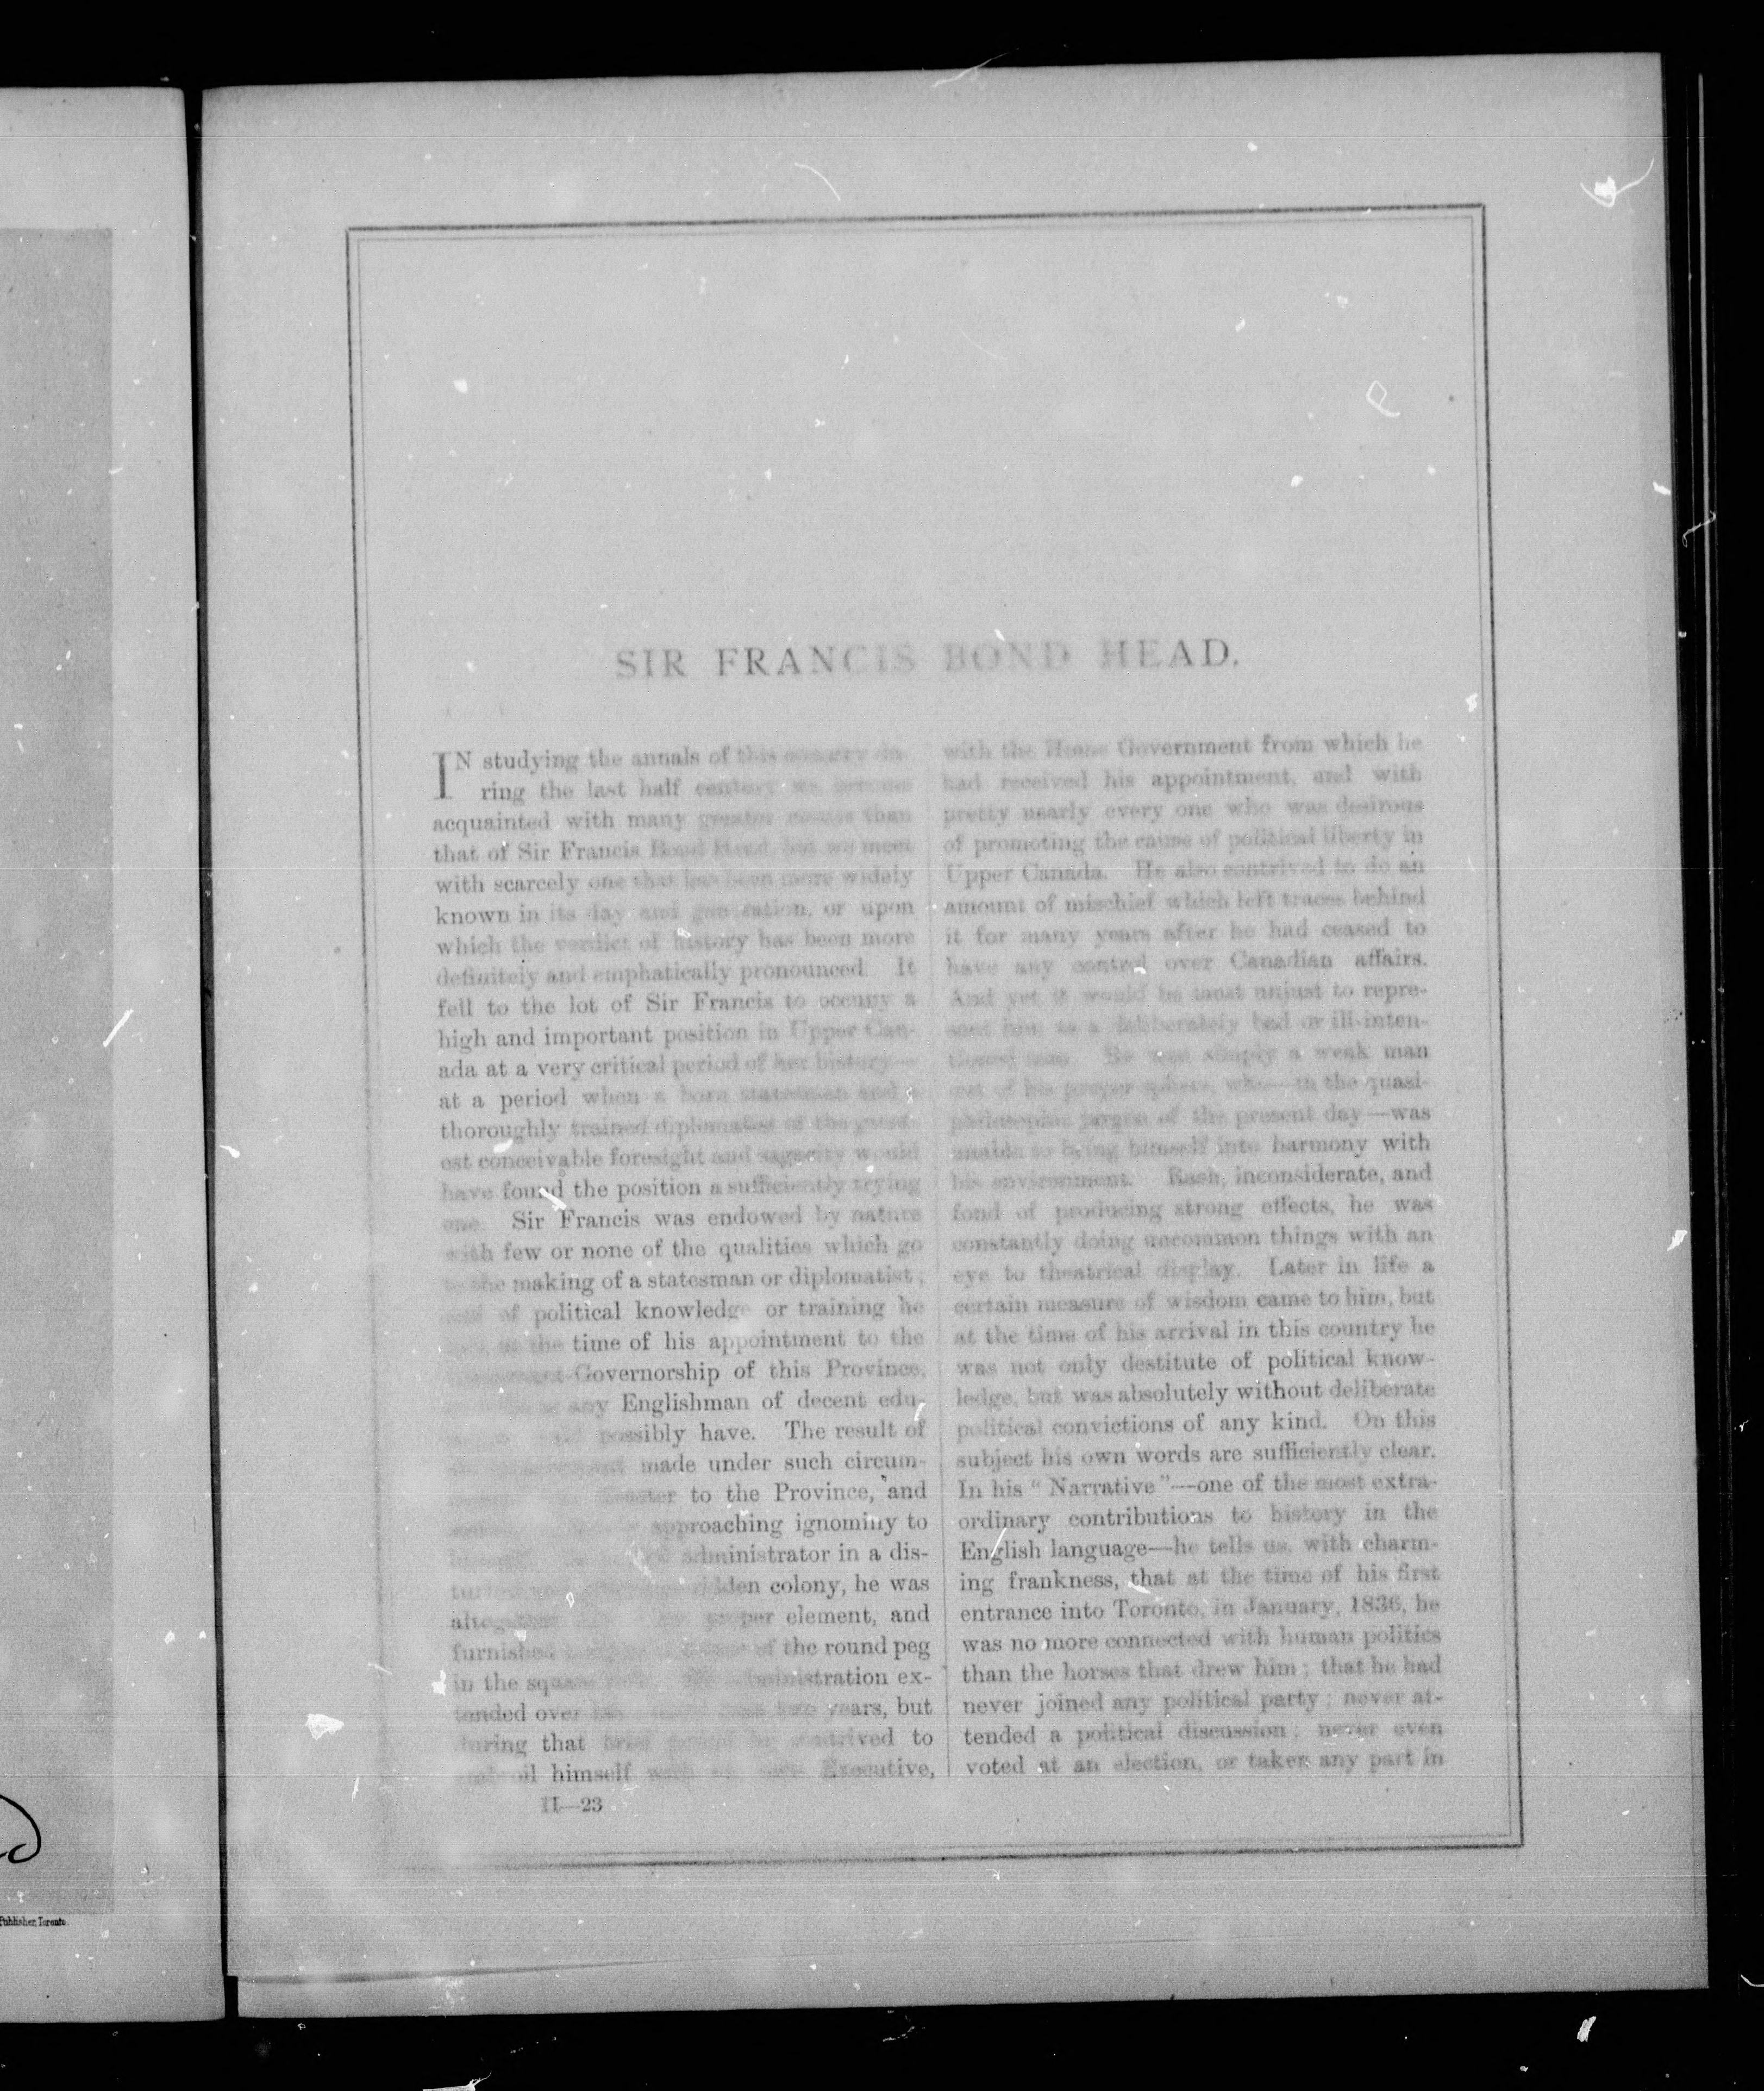 Publisher, Toronto
SIR FRANCIS BOND HEAD.
IN studying the annals of this country du-
ring the last half century we become
acquainted with many greater names than
that of Sir Francis Bond Head, but we meet
with scarcely one that has been more widely
known in its day and generation, or upon
which the verdict of history has been more
definitely and emphatically pronounced. It
fell to the lot of Sir Francis to occupy a
high and important position in Upper Can-
ada at a very critical period of her history—
at a period when a born statesman and a
thoroughly trained diplomatist of the
est conceivable foresight and sagacity would
have found the position a sufficiently trying
one. Sir Francis was endowed by nature
with few or none of the qualities which go
to the making of a statesman or diplomatist,
and of political knowledge or training he
time of his appointment to the
Governorship of this Province,
any Englishman of decent edu-
possibly have. The result of
made under such circum-
disaster to the Province, and
approaching ignominy to
administrator in a dis-
colony, he was
proper element, and
furnished of the round peg
in the square administration ex-
tended over years, but
during that contrived to
himself Executive,
II—23
with the Home Government from which he
had received his appointment, and with
pretty nearly every one who was desirous
of promoting the cause of political liberty in
Upper Canada. He also contrived to do an
amount of mischief which left traces behind
it for many years after he had ceased to
have any control over Canadian affairs.
And yet it would be most unjust to repre-
sent him as a deliberately bad or ill-inten-
tioned man. He was simply a weak man
out of his proper sphere, who—in the quasi-
philosophic jargon of the present day—was
unable to bring himself into harmony with
his environment. Rash, inconsiderate, and
fond of producing strong effects, he was
constantly doing uncommon things with an
eye to theatrical display. Later in life a
certain measure of wisdom came to him, but
at the time of his arrival in this country he
was not only destitute of political know-
ledge, but was absolutely without deliberate
political convictions of any kind. On this
subject his own words are sufficiently clear.
In his "Narrative"—one of the most extra-
ordinary contributions to history in the
English language—he tells us, with charm-
ing frankness, that at the time of his first
entrance into Toronto, in January, 1836, he
was no more connected with human politics
than the horses that drew him; that he had
never joined any political party; never at-
tended a political discussion; never even
voted at an election, or taken any part in